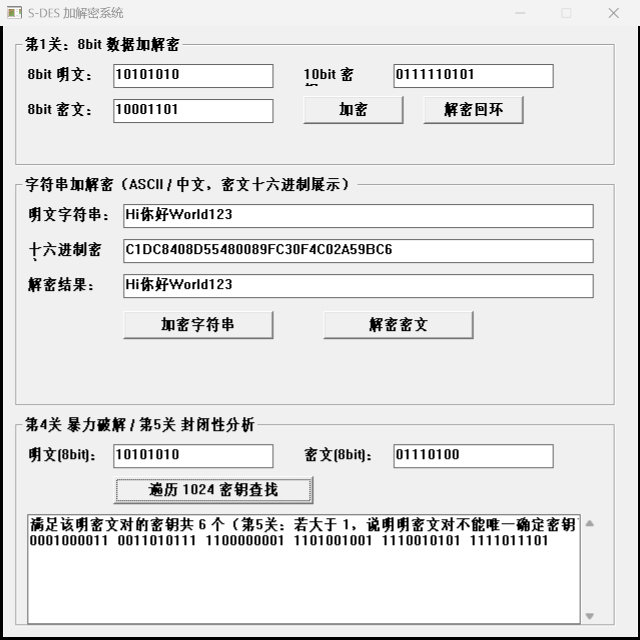 S-DES 加解密系统
第1关：8bit 数据加解密
8bit 明文： 10101010 10bit 密 0111110101
8bit 密文： 10001101 加密 解密回环
字符串加解密（ASCII / 中文，密文十六进制展示）
明文字符串： Hi你好World123
十六进制密 C1DC8408D55480089FC30F4C02A59BC6
解密结果： Hi你好World123
加密字符串 解密密文
第4关 暴力破解 / 第5关 封闭性分析
明文(8bit)： 10101010 密文(8bit)： 01110100
遍历 1024 密钥查找
满足该明密文对的密钥共 6 个（第5关：若大于 1，说明明密文对不能唯一确定密钥
0001000011 0011010111 1100000001 1101001001 1110010101 1111011101